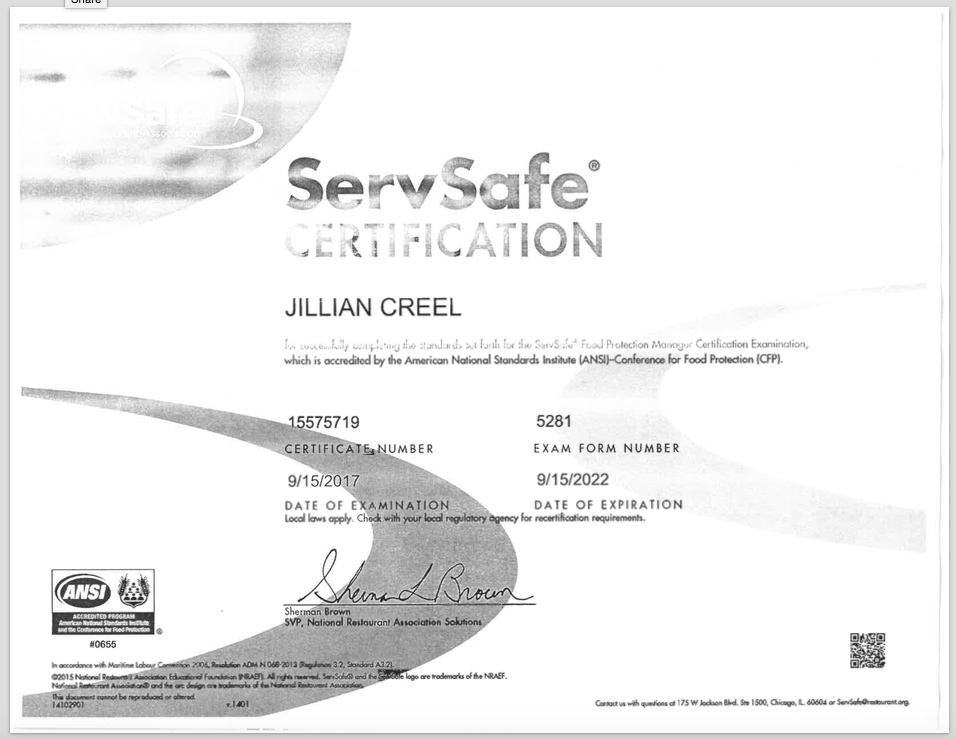 Share
ServSafe
ServSafe®
CERTIFICATION
JILLIAN CREEL
for successfully completing the standards set forth for the ServSafe® Food Protection Manager Certification Examination,
which is accredited by the American National Standards Institute (ANSI)–Conference for Food Protection (CFP).
15575719
5281
CERTIFICATE NUMBER
EXAM FORM NUMBER
9/15/2017
9/15/2022
DATE OF EXAMINATION
DATE OF EXPIRATION
Local laws apply. Check with your local regulatory agency for recertification requirements.
Sherman L Brown
Sherman Brown
SVP, National Restaurant Association Solutions
ANSI
ACCREDITED PROGRAM
American National Standards Institute
and the Conference for Food Protection
®
#0655
In accordance with Maritime Labour Convention 2006, Resolution ADM N 068-2013 (Regulation 3.2, Standard A3.2).
©2015 National Restaurant Association Educational Foundation (NRAEF). All rights reserved. ServSafe® and the ServSafe logo are trademarks of the NRAEF.
National Restaurant Association® and the arc design are trademarks of the National Restaurant Association.
This document cannot be reproduced or altered.
14102901
v.1401
Contact us with questions at 175 W Jackson Blvd. Ste 1500, Chicago, IL. 60604 or ServSafe@restaurant.org.